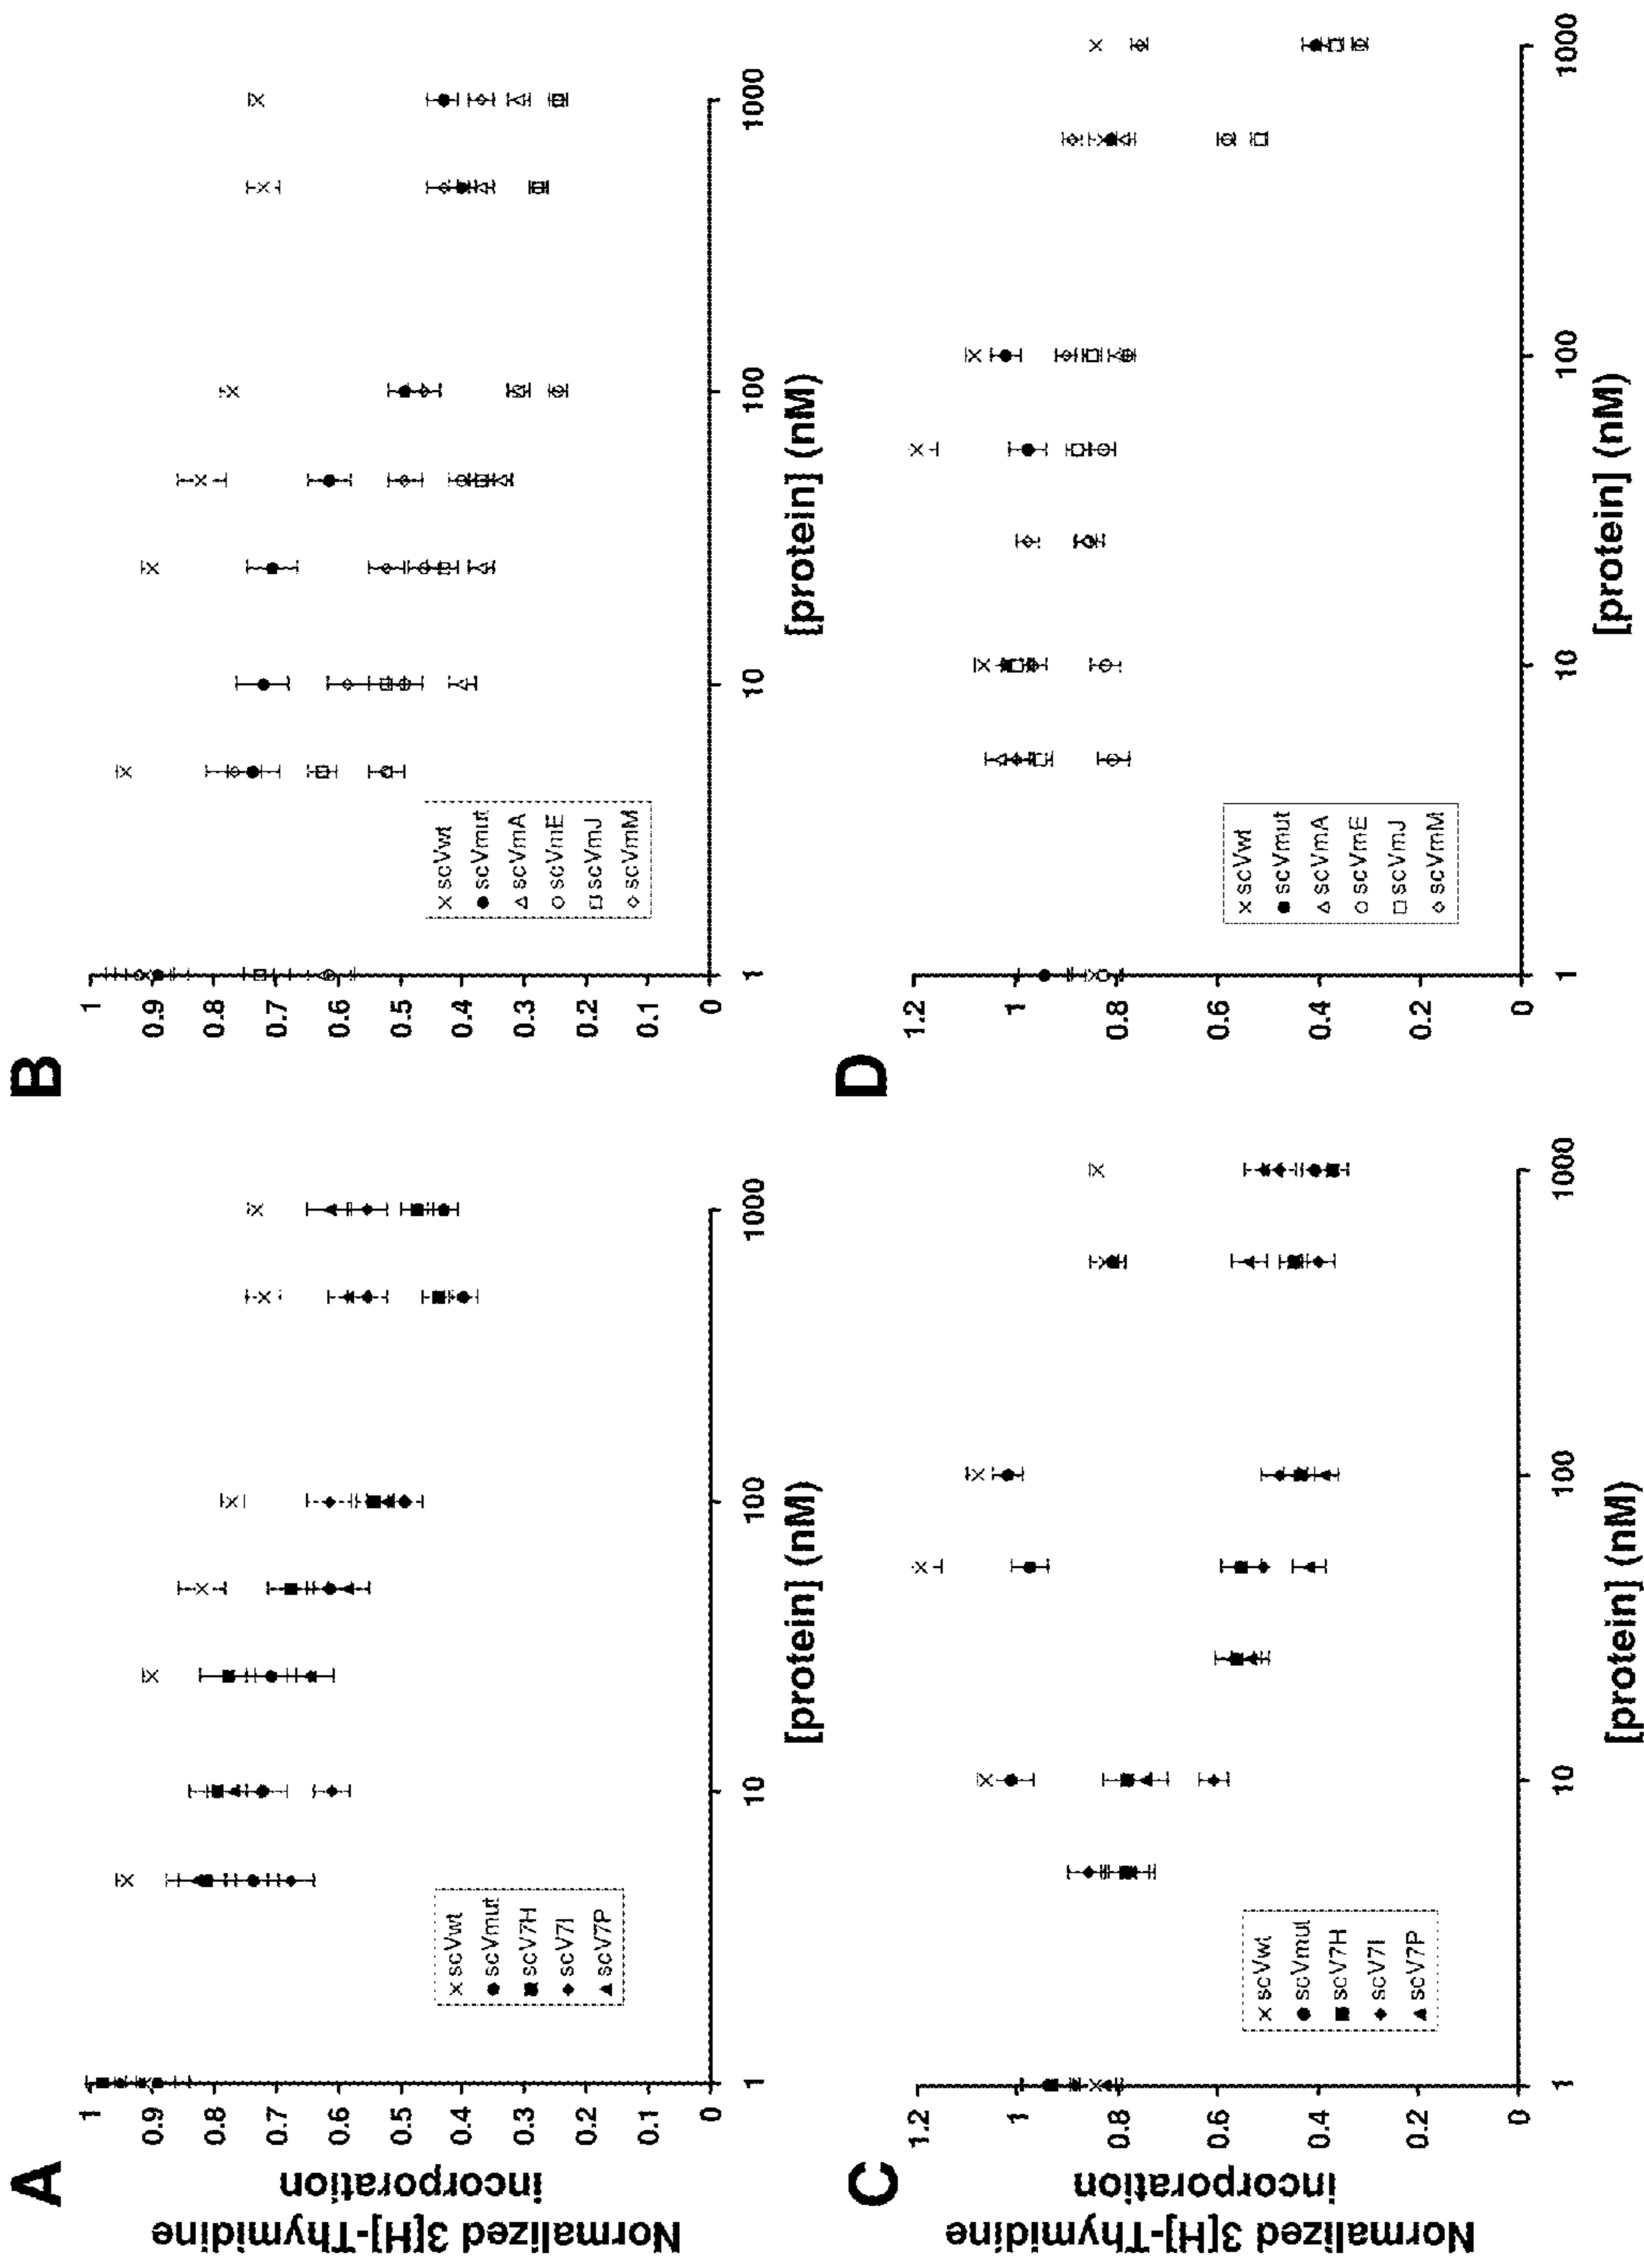 A
Normalized 3[H]-Thymidine
incorporation
1
0.9
0.8
0.7
0.6
0.5
0.4
0.3
0.2
0.1
0
1
10
100
1000
[protein] (nM)
scVwt
scVmut
scV7H
scV7I
scV7P
B
1
0.9
0.8
0.7
0.6
0.5
0.4
0.3
0.2
0.1
0
1
10
100
1000
[protein] (nM)
scVwt
scVmut
scVmA
scVmE
scVmJ
scVmM
C
Normalized 3[H]-Thymidine
incorporation
1.2
1
0.8
0.6
0.4
0.2
0
1
10
100
1000
[protein] (nM)
scVwt
scVmut
scV7H
scV7I
scV7P
D
1.2
1
0.8
0.6
0.4
0.2
0
1
10
100
1000
[protein] (nM)
scVwt
scVmut
scVmA
scVmE
scVmJ
scVmM